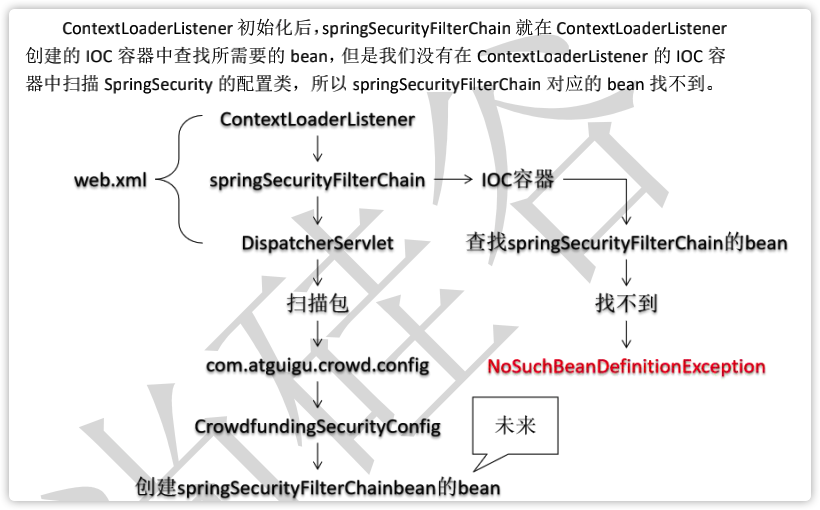 ContextLoaderListener 初始化后，springSecurityFilterChain 就在 ContextLoaderListener
创建的 IOC 容器中查找所需要的 bean，但是我们没有在 ContextLoaderListener 的 IOC 容
器中扫描 SpringSecurity 的配置类，所以 springSecurityFilterChain 对应的 bean 找不到。
ContextLoaderListener
web.xml
springSecurityFilterChain
IOC容器
DispatcherServlet
查找springSecurityFilterChain的bean
扫描包
找不到
com.atguigu.crowd.config
NoSuchBeanDefinitionException
CrowdfundingSecurityConfig
未来
创建springSecurityFilterChainbean的bean